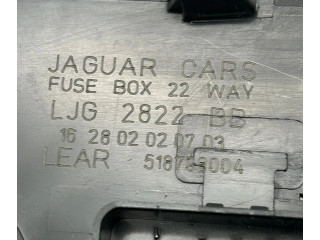 JAGUAR CARS
FUSE BOX 22 WAY
LJG 2822 BB
16 28 02 02 07 03
LEAR